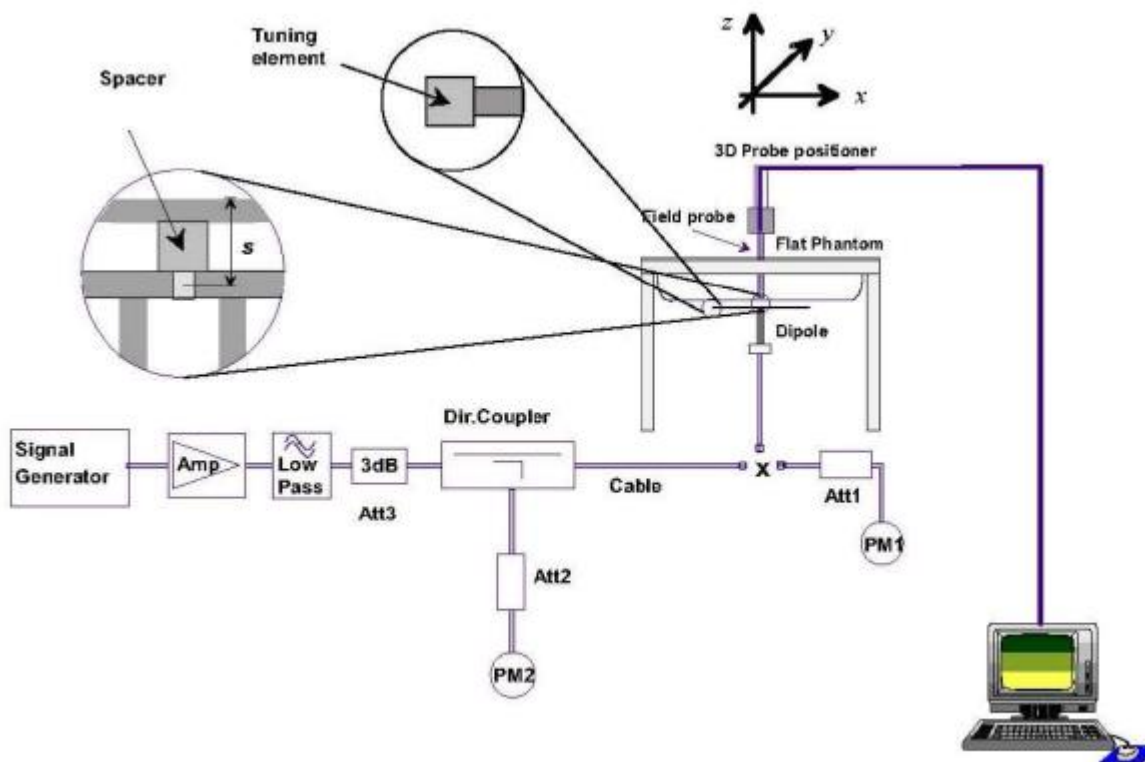 Tuning
element
Spacer
z
y
x
3D Probe positioner
s
Field probe
Flat Phantom
Dipole
Dir.Coupler
Signal
Generator
Amp
Low
Pass
3dB
Att3
Cable
x
Att1
PM1
Att2
PM2